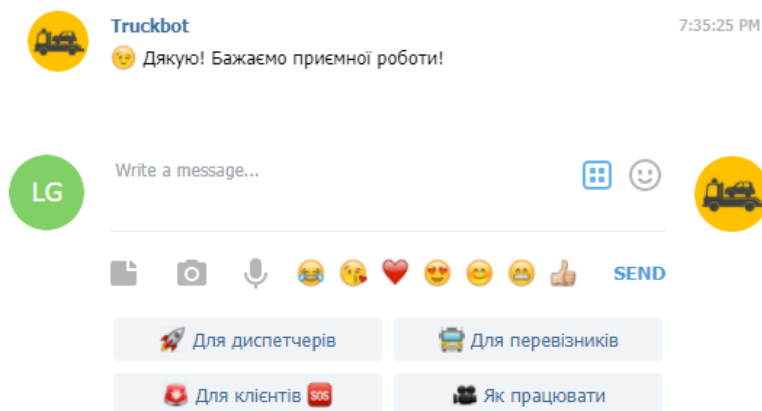 Truckbot 7:35:25 PM
😉 Дякую! Бажаємо приємної роботи!
LG
Write a message...
SEND
🚀 Для диспетчерів
🚍 Для перевізників
🚨 Для клієнтів 🆘
🎥 Як працювати